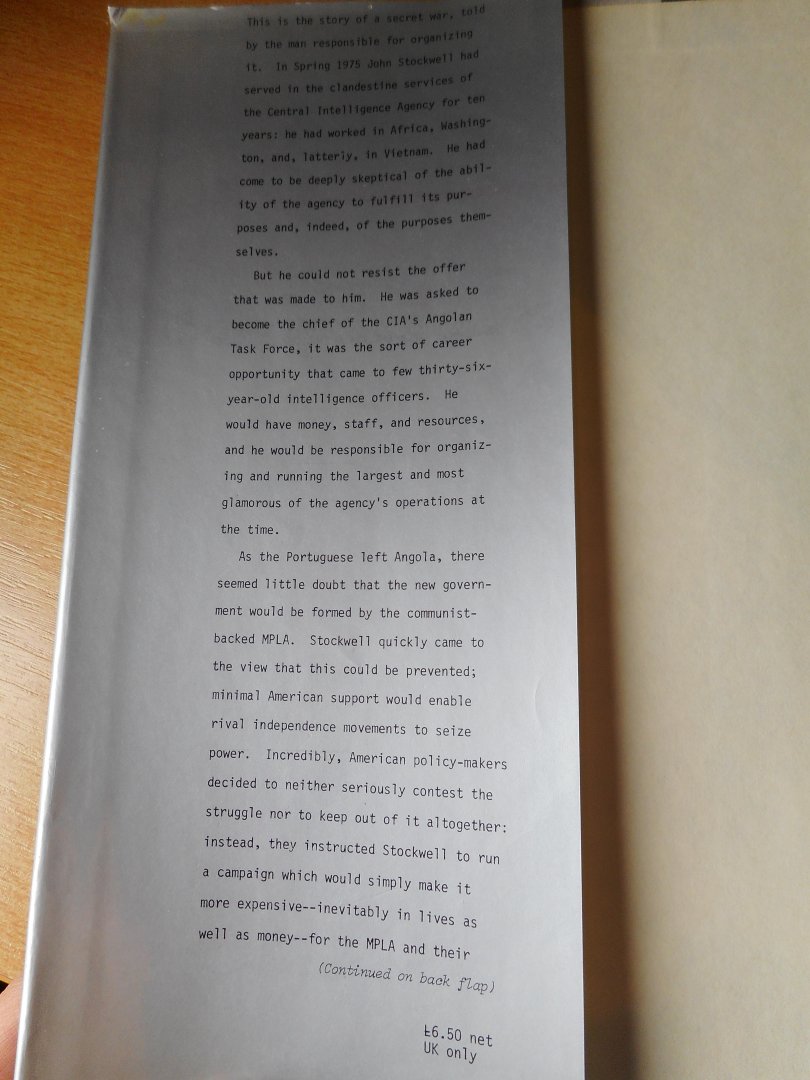 This is the story of a secret war, told
by the man responsible for organizing
it. In Spring 1975 John Stockwell had
served in the clandestine services of
the Central Intelligence Agency for ten
years: he had worked in Africa, Washing-
ton, and, latterly, in Vietnam. He had
come to be deeply skeptical of the abil-
ity of the agency to fulfill its pur-
poses and, indeed, of the purposes them-
selves.
But he could not resist the offer
that was made to him. He was asked to
become the chief of the CIA's Angolan
Task Force, it was the sort of career
opportunity that came to few thirty-six-
year-old intelligence officers. He
would have money, staff, and resources,
and he would be responsible for organiz-
ing and running the largest and most
glamorous of the agency's operations at
the time.
As the Portuguese left Angola, there
seemed little doubt that the new govern-
ment would be formed by the communist-
backed MPLA. Stockwell quickly came to
the view that this could be prevented;
minimal American support would enable
rival independence movements to seize
power. Incredibly, American policy-makers
decided to neither seriously contest the
struggle nor to keep out of it altogether:
instead, they instructed Stockwell to run
a campaign which would simply make it
more expensive--inevitably in lives as
well as money--for the MPLA and their
(Continued on back flap)
£6.50 net
UK only